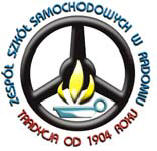 ZESPÓŁ SZKÓŁ SAMOCHODOWYCH W RADOMIU
TRADYCJA OD 1904 ROKU